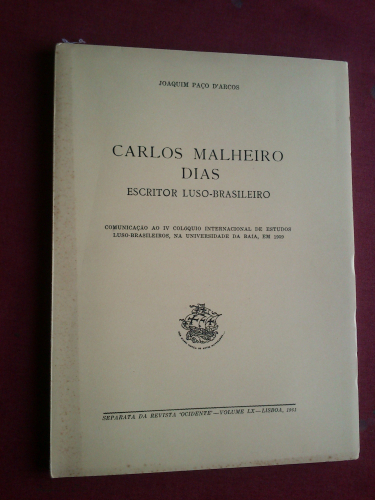 JOAQUIM PAÇO D'ARCOS
CARLOS MALHEIRO
DIAS
ESCRITOR LUSO-BRASILEIRO
COMUNICAÇÃO AO IV COLÓQUIO INTERNACIONAL DE ESTUDOS
LUSO-BRASILEIROS, NA UNIVERSIDADE DA BAIA, EM 1959
SEPARATA DA REVISTA "OCIDENTE" — VOLUME LX — LISBOA, 1961